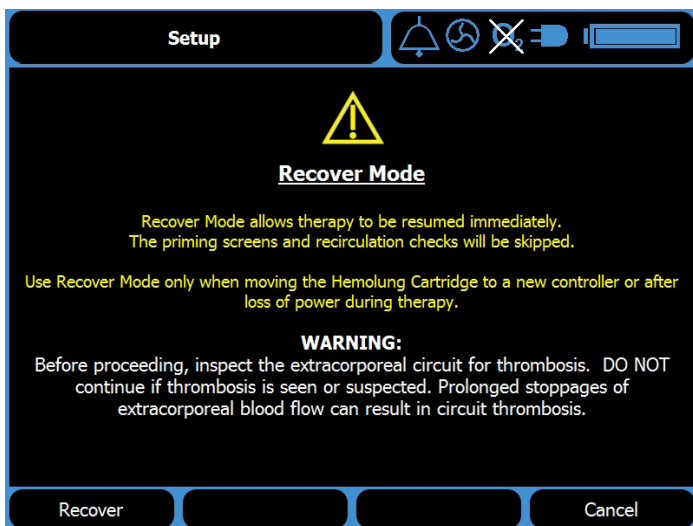 Setup
O₂
Recover Mode
Recover Mode allows therapy to be resumed immediately.
The priming screens and recirculation checks will be skipped.
Use Recover Mode only when moving the Hemolung Cartridge to a new controller or after
loss of power during therapy.
WARNING:
Before proceeding, inspect the extracorporeal circuit for thrombosis.  DO NOT
continue if thrombosis is seen or suspected. Prolonged stoppages of
extracorporeal blood flow can result in circuit thrombosis.
Recover
Cancel